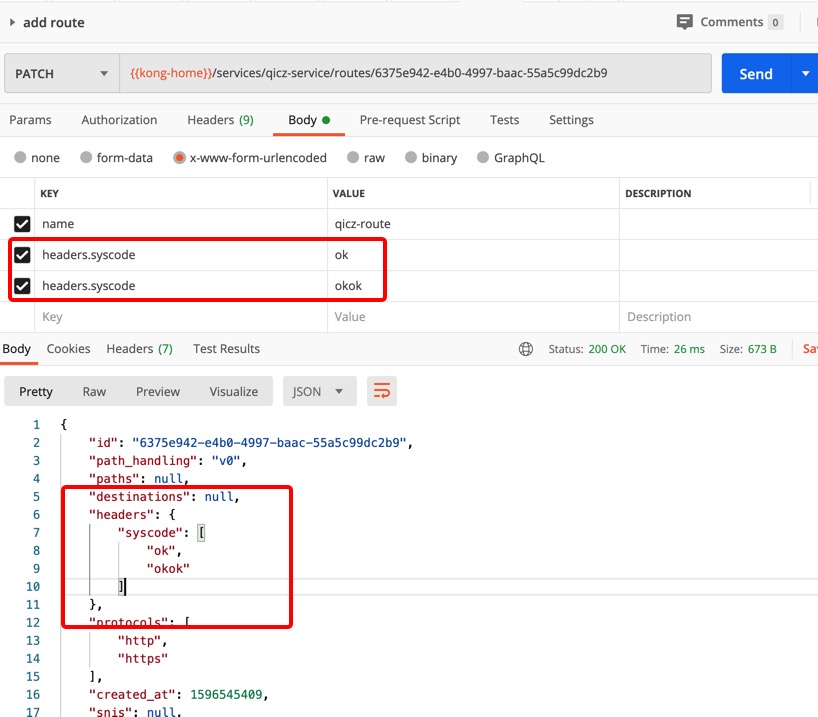 add route
Comments 0
PATCH {{kong-home}}/services/qicz-service/routes/6375e942-e4b0-4997-baac-55a5c99dc2b9 Send
Params Authorization Headers (9) Body Pre-request Script Tests Settings
none form-data x-www-form-urlencoded raw binary GraphQL
KEY VALUE DESCRIPTION
name qicz-route
headers.syscode ok
headers.syscode okok
Key Value Description
Body Cookies Headers (7) Test Results Status: 200 OK Time: 26 ms Size: 673 B
Pretty Raw Preview Visualize JSON
1 {
2 "id": "6375e942-e4b0-4997-baac-55a5c99dc2b9",
3 "path_handling": "v0",
4 "paths": null,
5 "destinations": null,
6 "headers": {
7 "syscode": [
8 "ok",
9 "okok"
10 ]
11 },
12 "protocols": [
13 "http",
14 "https"
15 ],
16 "created_at": 1596545409,
17 "snis": null,